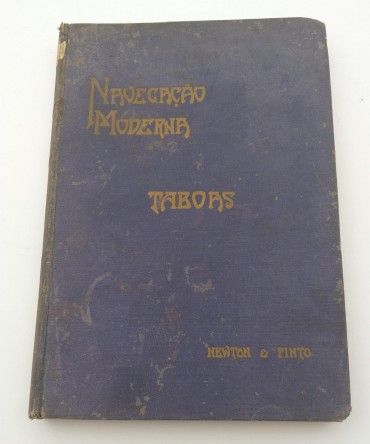 NAVEGAÇÃO
MODERNA
TABOAS
NEWTON & PINTO